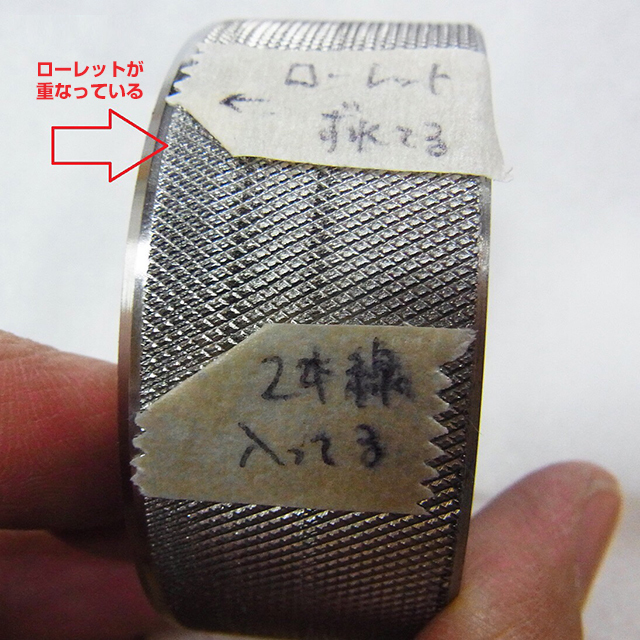 ローレットが
重なっている
← ローレット
ずれてる
2本線
入ってる